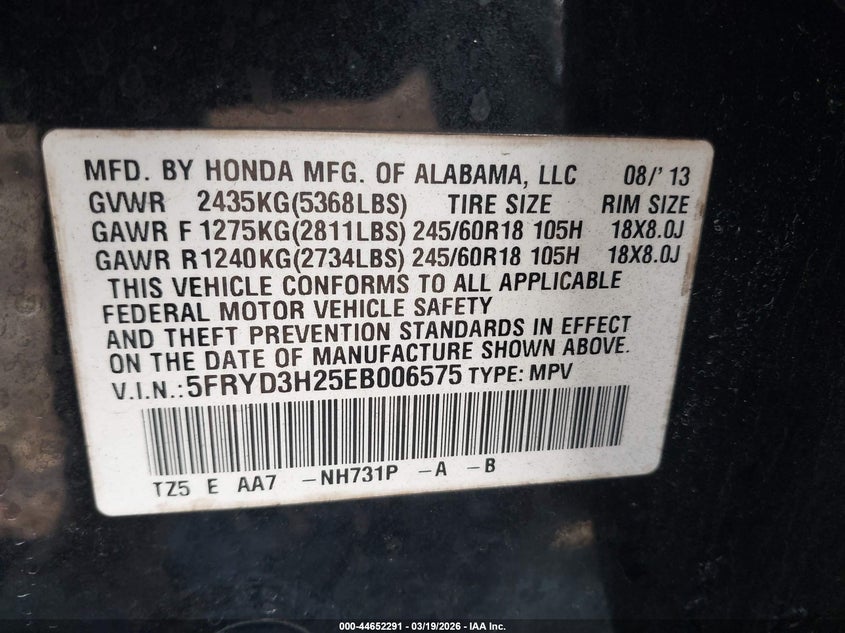 MFD. BY HONDA MFG. OF ALABAMA, LLC 08/'13
GVWR 2435KG(5368LBS) TIRE SIZE RIM SIZE
GAWR F 1275KG(2811LBS) 245/60R18 105H 18X8.0J
GAWR R 1240KG(2734LBS) 245/60R18 105H 18X8.0J
THIS VEHICLE CONFORMS TO ALL APPLICABLE
FEDERAL MOTOR VEHICLE SAFETY
AND THEFT PREVENTION STANDARDS IN EFFECT
ON THE DATE OF MANUFACTURE SHOWN ABOVE.
V.I.N.: 5FRYD3H25EB006575 TYPE: MPV
TZ5 E AA7 -NH731P -A -B
000-44652291 - 03/19/2026 - IAA Inc.